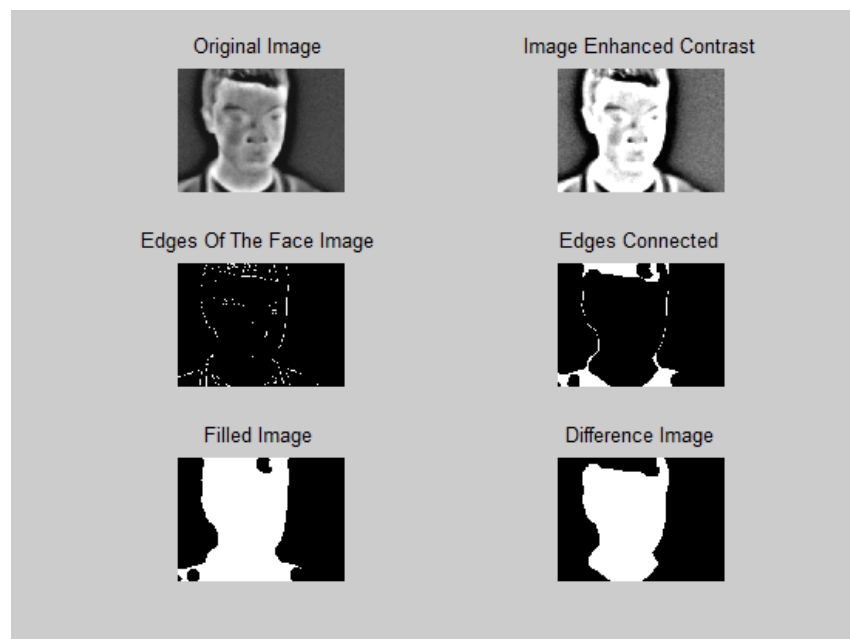 Original Image
Image Enhanced Contrast
Edges Of The Face Image
Edges Connected
Filled Image
Difference Image